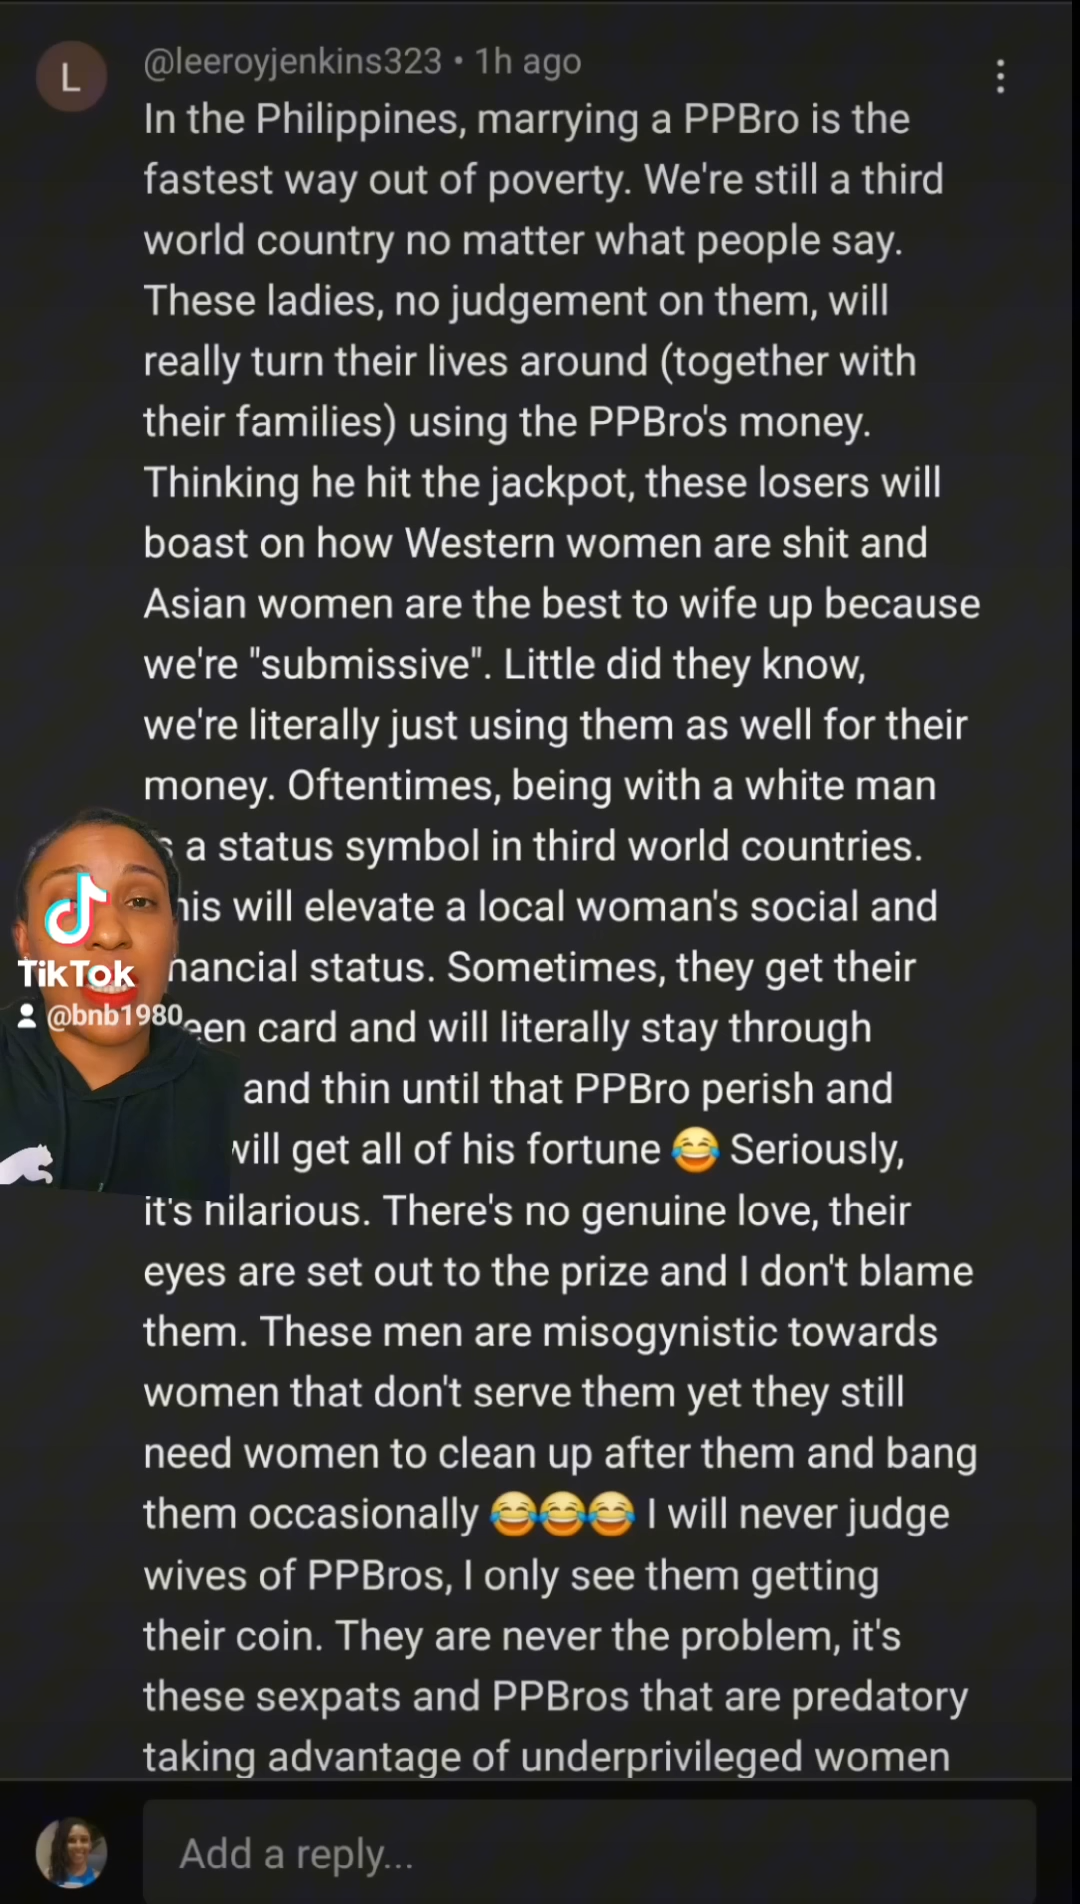 L
@leeroyjenkins323 • 1h ago
In the Philippines, marrying a PPBro is the
fastest way out of poverty. We're still a third
world country no matter what people say.
These ladies, no judgement on them, will
really turn their lives around (together with
their families) using the PPBro's money.
Thinking he hit the jackpot, these losers will
boast on how Western women are shit and
Asian women are the best to wife up because
we're "submissive". Little did they know,
we're literally just using them as well for their
money. Oftentimes, being with a white man
a status symbol in third world countries.
will elevate a local woman's social and
status. Sometimes, they get their
card and will literally stay through
and thin until that PPBro perish and
will get all of his fortune 😂 Seriously,
it's hilarious. There's no genuine love, their
eyes are set out to the prize and I don't blame
them. These men are misogynistic towards
women that don't serve them yet they still
need women to clean up after them and bang
them occasionally 😂😂😂 I will never judge
wives of PPBros, I only see them getting
their coin. They are never the problem, it's
these sexpats and PPBros that are predatory
taking advantage of underprivileged women
TikTok
@bnb1980
Add a reply...